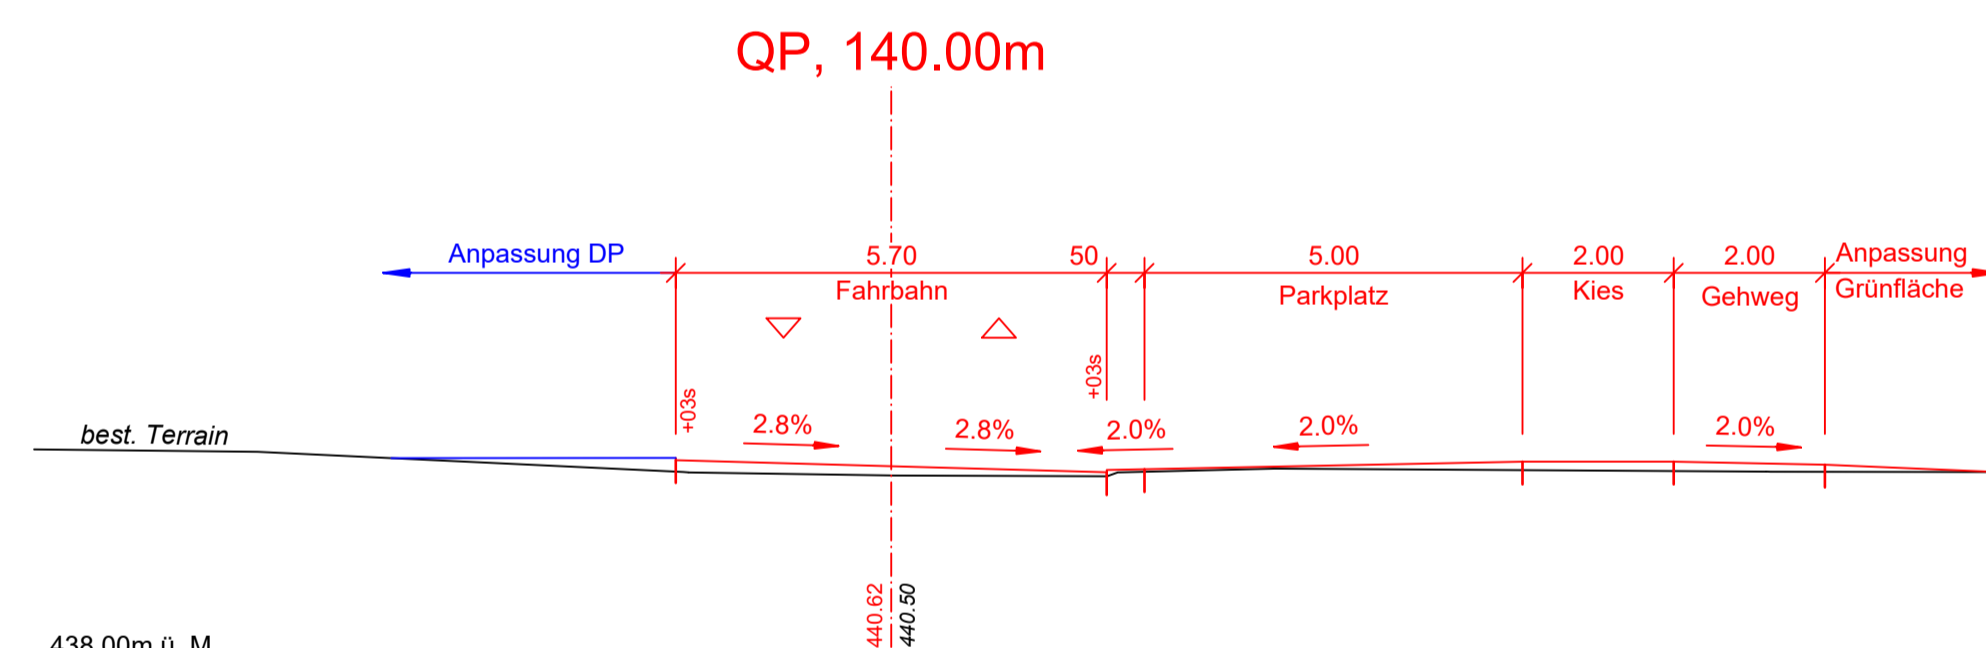 QP, 140.00m
Anpassung DP
5.70
50
5.00
2.00
2.00
Anpassung
Fahrbahn
Parkplatz
Kies
Gehweg
Grünfläche
+03s
+03s
best. Terrain
2.8%
2.8%
2.0%
2.0%
2.0%
440.62
440.50
438.00m ü. M